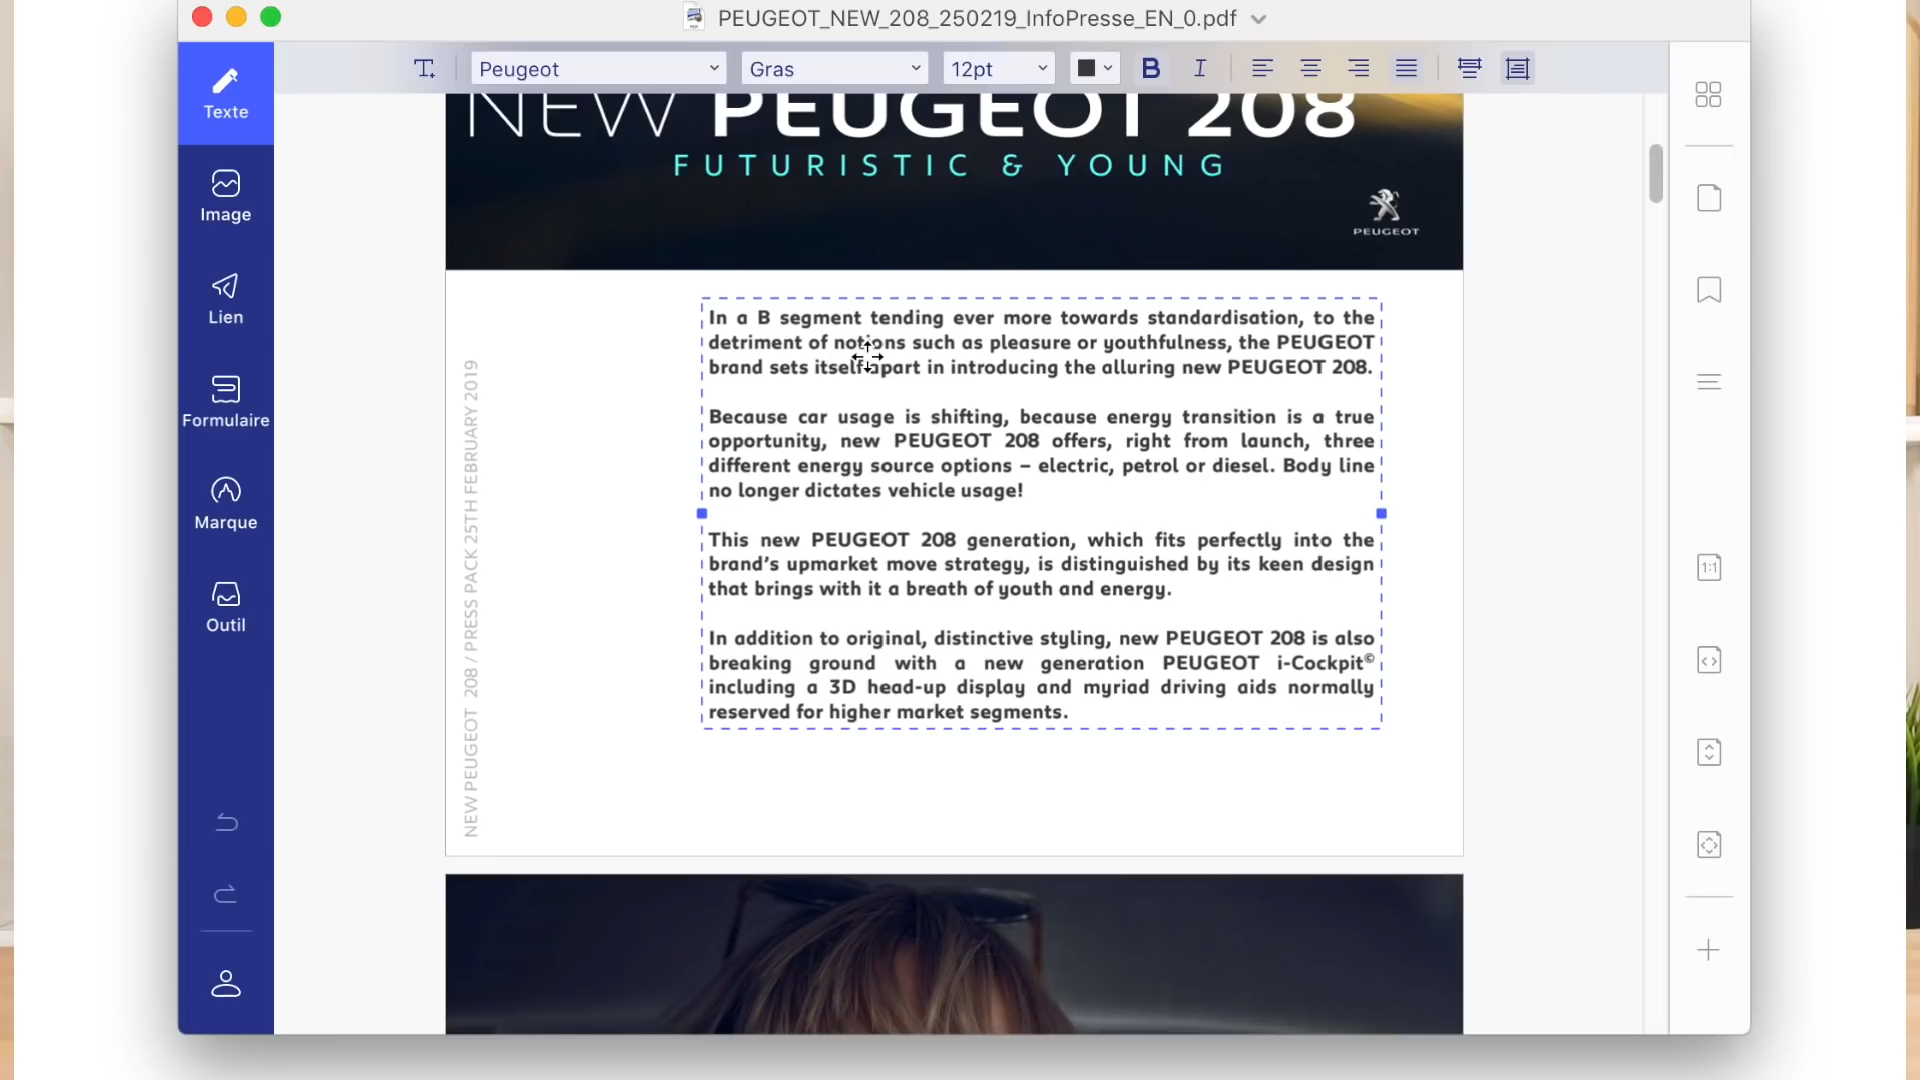 PEUGEOT_NEW_208_250219_InfoPresse_EN_0.pdf
Peugeot
Gras
12pt
B
I
Texte
Image
Lien
Formulaire
Marque
Outil
NEW PEUGEOT 208
FUTURISTIC & YOUNG
PEUGEOT
NEW PEUGEOT 208 / PRESS PACK 25TH FEBRUARY 2019
In a B segment tending ever more towards standardisation, to the
detriment of notions such as pleasure or youthfulness, the PEUGEOT
brand sets itself apart in introducing the alluring new PEUGEOT 208.
Because car usage is shifting, because energy transition is a true
opportunity, new PEUGEOT 208 offers, right from launch, three
different energy source options – electric, petrol or diesel. Body line
no longer dictates vehicle usage!
This new PEUGEOT 208 generation, which fits perfectly into the
brand’s upmarket move strategy, is distinguished by its keen design
that brings with it a breath of youth and energy.
In addition to original, distinctive styling, new PEUGEOT 208 is also
breaking ground with a new generation PEUGEOT i-Cockpit©
including a 3D head-up display and myriad driving aids normally
reserved for higher market segments.
1:1